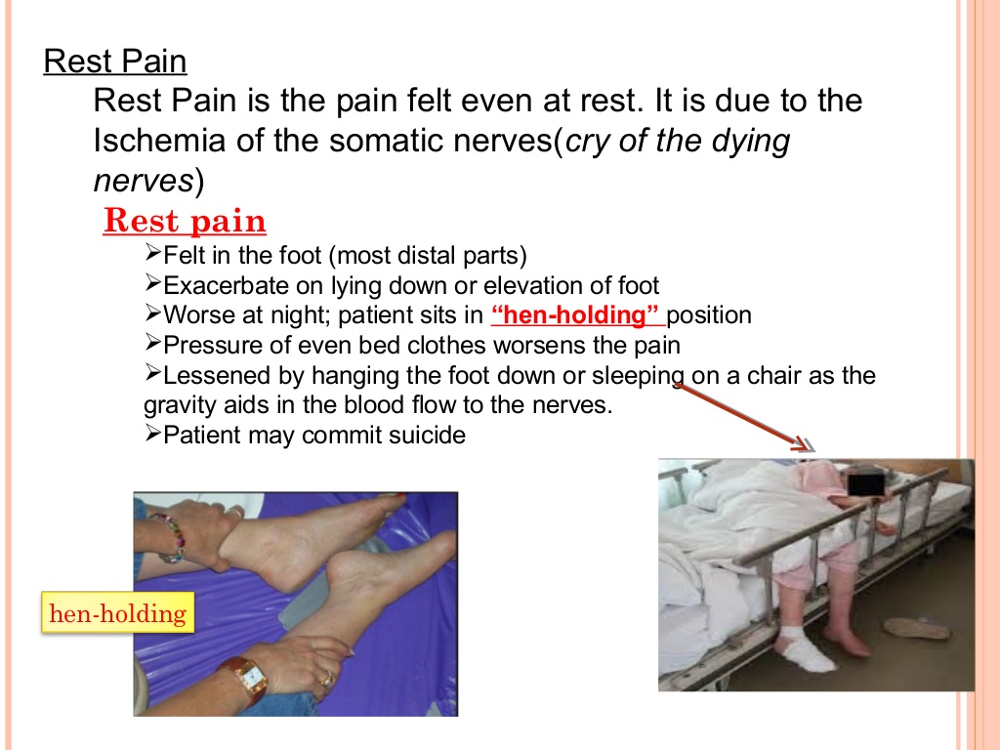 Rest Pain
Rest Pain is the pain felt even at rest. It is due to the
Ischemia of the somatic nerves(cry of the dying
nerves)
Rest pain
➢Felt in the foot (most distal parts)
➢Exacerbate on lying down or elevation of foot
➢Worse at night; patient sits in “hen-holding” position
➢Pressure of even bed clothes worsens the pain
➢Lessened by hanging the foot down or sleeping on a chair as the
gravity aids in the blood flow to the nerves.
➢Patient may commit suicide
hen-holding